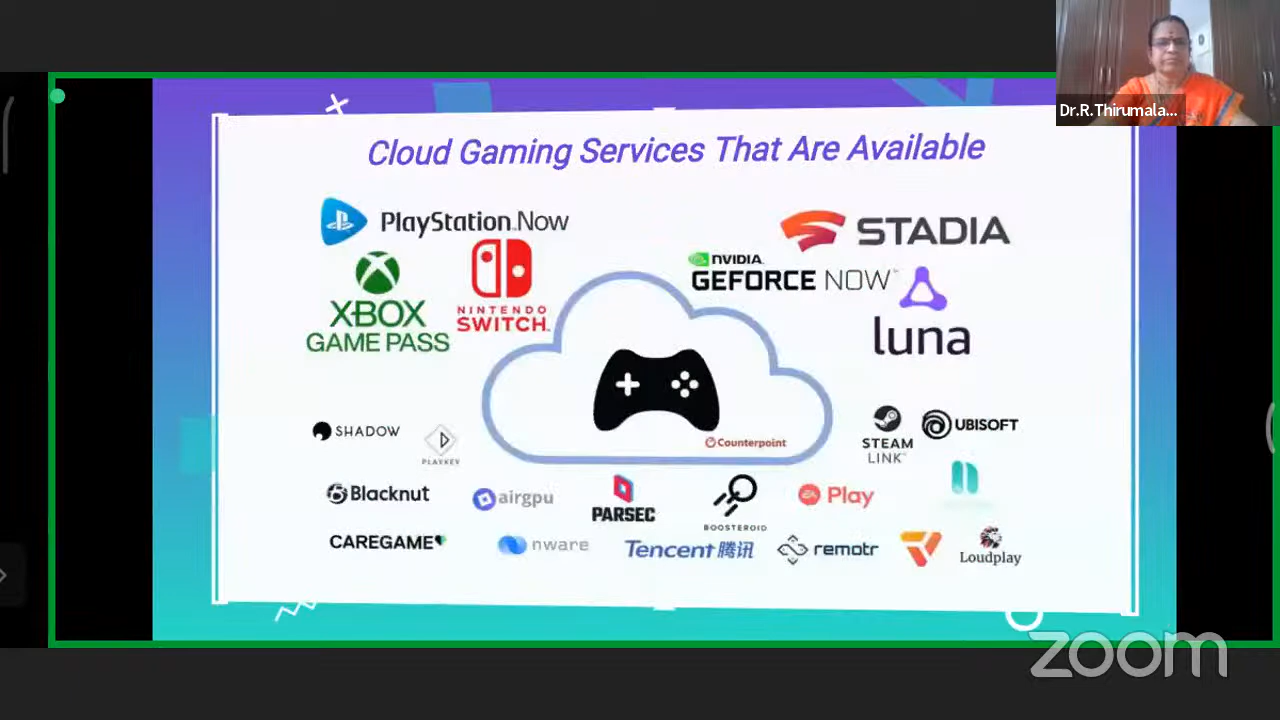 Dr.R.Thirumala...
Cloud Gaming Services That Are Available
PlayStation Now
STADIA
NVIDIA
GEFORCE NOW
XBOX
GAME PASS
NINTENDO
SWITCH
luna
SHADOW
PLAYKEY
Counterpoint
STEAM
LINK
UBISOFT
Blacknut
airgpu
PARSEC
BOOSTEROID
EA Play
CAREGAME
nware
Tencent 腾讯
remotr
Loudplay
zoom